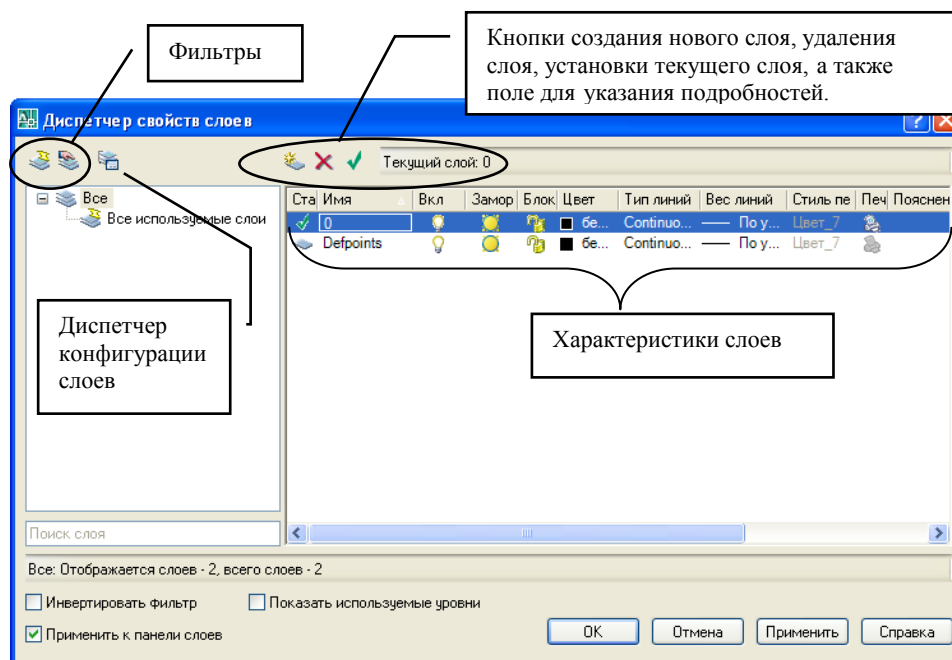 Фильтры
Кнопки создания нового слоя, удаления
слоя, установки текущего слоя, а также
поле для указания подробностей.
Диспетчер свойств слоев
Текущий слой: 0
Все
Все используемые слои
Ста Имя Вкл Замор Блок Цвет Тип линий Вес линий Стиль пе Печ Пояснен
0 бе... Continuo... По у... Цвет_7
Defpoints бе... Continuo... По у... Цвет_7
Диспетчер
конфигурации
слоев
Характеристики слоев
Поиск слоя
Все: Отображается слоев - 2, всего слоев - 2
Инвертировать фильтр Показать используемые уровни
Применить к панели слоев
OK Отмена Применить Справка